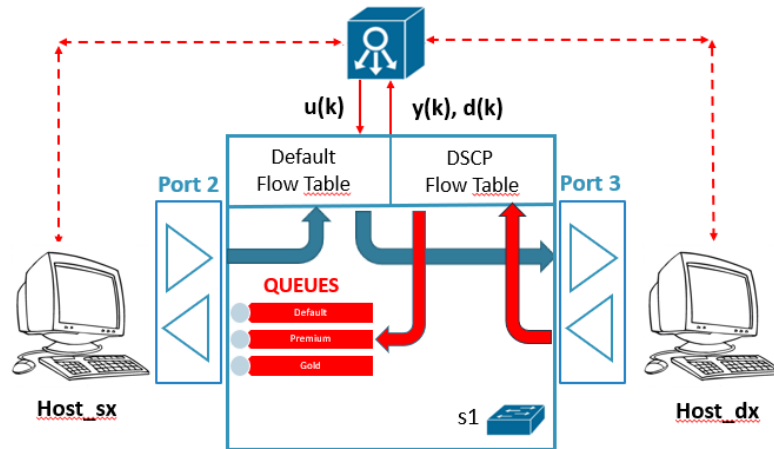 u(k)
y(k), d(k)
Default
Flow Table
DSCP
Flow Table
Port 2
Port 3
QUEUES
Default
Premium
Gold
s1
Host_sx
Host_dx